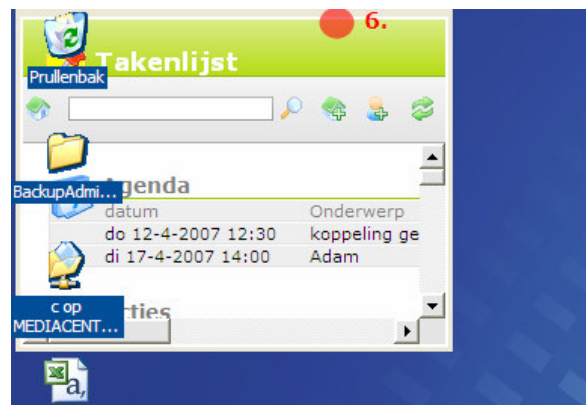 6.
Takenlijst
Prullenbak
Agenda
BackupAdmi...
datum Onderwerp
do 12-4-2007 12:30 koppeling ge
di 17-4-2007 14:00 Adam
cties
c op
MEDIACENT...
a,